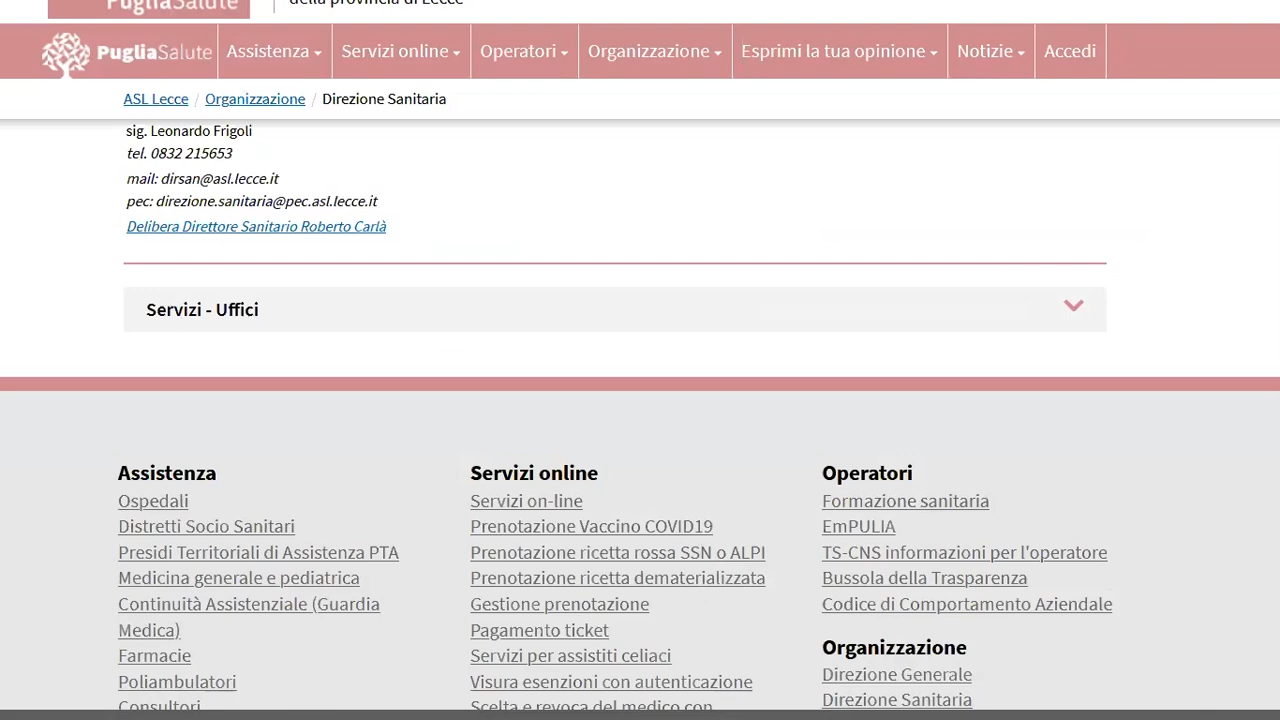 PugliaSalute
della provincia di Lecce
PugliaSalute
Assistenza
Servizi online
Operatori
Organizzazione
Esprimi la tua opinione
Notizie
Accedi
ASL Lecce / Organizzazione / Direzione Sanitaria
sig. Leonardo Frigoli
tel. 0832 215653
mail: dirsan@asl.lecce.it
pec: direzione.sanitaria@pec.asl.lecce.it
Delibera Direttore Sanitario Roberto Carlà
Servizi - Uffici
Assistenza
Ospedali
Distretti Socio Sanitari
Presidi Territoriali di Assistenza PTA
Medicina generale e pediatrica
Continuità Assistenziale (Guardia
Medica)
Farmacie
Poliambulatori
Consultori
Servizi online
Servizi on-line
Prenotazione Vaccino COVID19
Prenotazione ricetta rossa SSN o ALPI
Prenotazione ricetta dematerializzata
Gestione prenotazione
Pagamento ticket
Servizi per assistiti celiaci
Visura esenzioni con autenticazione
Scelta e revoca del medico con
Operatori
Formazione sanitaria
EmPULIA
TS-CNS informazioni per l'operatore
Bussola della Trasparenza
Codice di Comportamento Aziendale
Organizzazione
Direzione Generale
Direzione Sanitaria